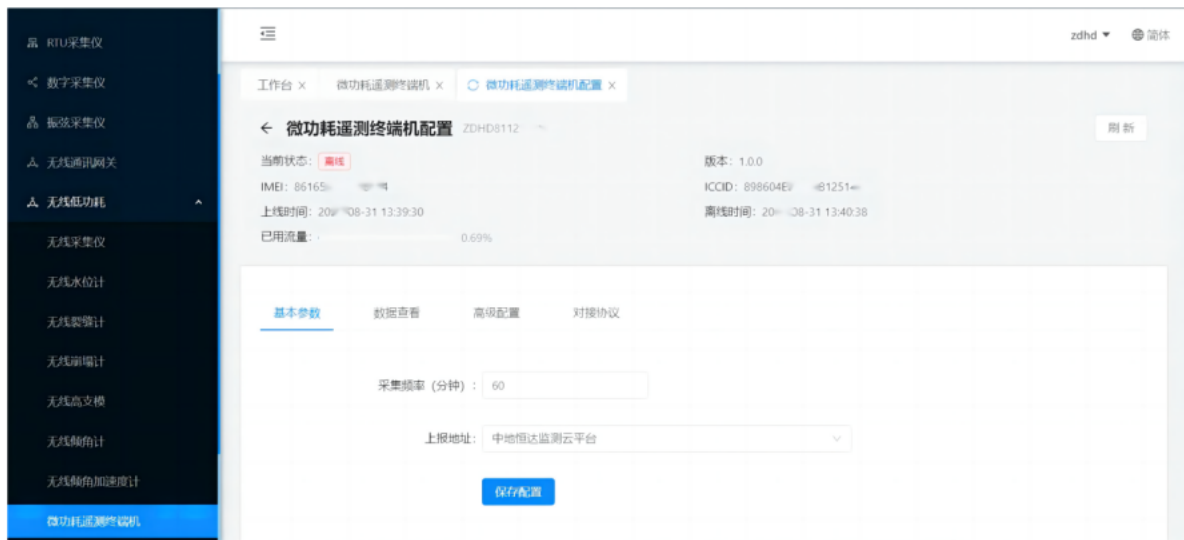 RTU采集仪
数字采集仪
振弦采集仪
无线通讯网关
无线低功耗
无线采集仪
无线水位计
无线裂缝计
无线崩塌计
无线高支模
无线倾角计
无线倾角加速度计
微功耗遥测终端机
zdhd 简体
工作台 × 微功耗遥测终端机 × 微功耗遥测终端机配置 ×
← 微功耗遥测终端机配置 ZDHD8112 刷 新
当前状态: 离线 版本: 1.0.0
IMEI: 86165 ICCID: 898604E 81251
上线时间: 20 08-31 13:39:30 离线时间: 20 08-31 13:40:38
已用流量: 0.69%
基本参数 数据查看 高级配置 对接协议
采集频率 (分钟) : 60
上报地址: 中地恒达监测云平台
保存配置